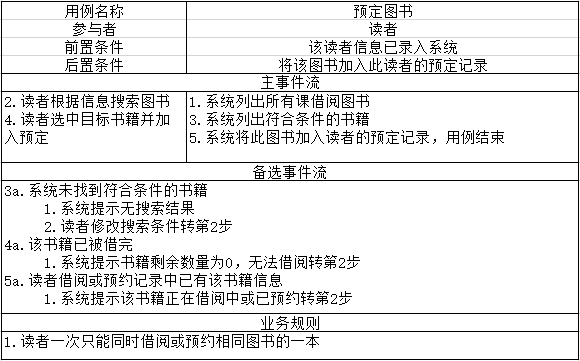 用例名称 预定图书
参与者 读者
前置条件 该读者信息已录入系统
后置条件 将该图书加入此读者的预定记录
主事件流
2.读者根据信息搜索图书
4.读者选中目标书籍并加
入预定
1.系统列出所有课借阅图书
3.系统列出符合条件的书籍
5.系统将此图书加入读者的预定记录，用例结束
备选事件流
3a.系统未找到符合条件的书籍
1.系统提示无搜索结果
2.读者修改搜索条件转第2步
4a.该书籍已被借完
1.系统提示书籍剩余数量为0，无法借阅转第2步
5a.读者借阅或预约记录中已有该书籍信息
1.系统提示该书籍正在借阅中或已预约转第2步
业务规则
1.读者一次只能同时借阅或预约相同图书的一本